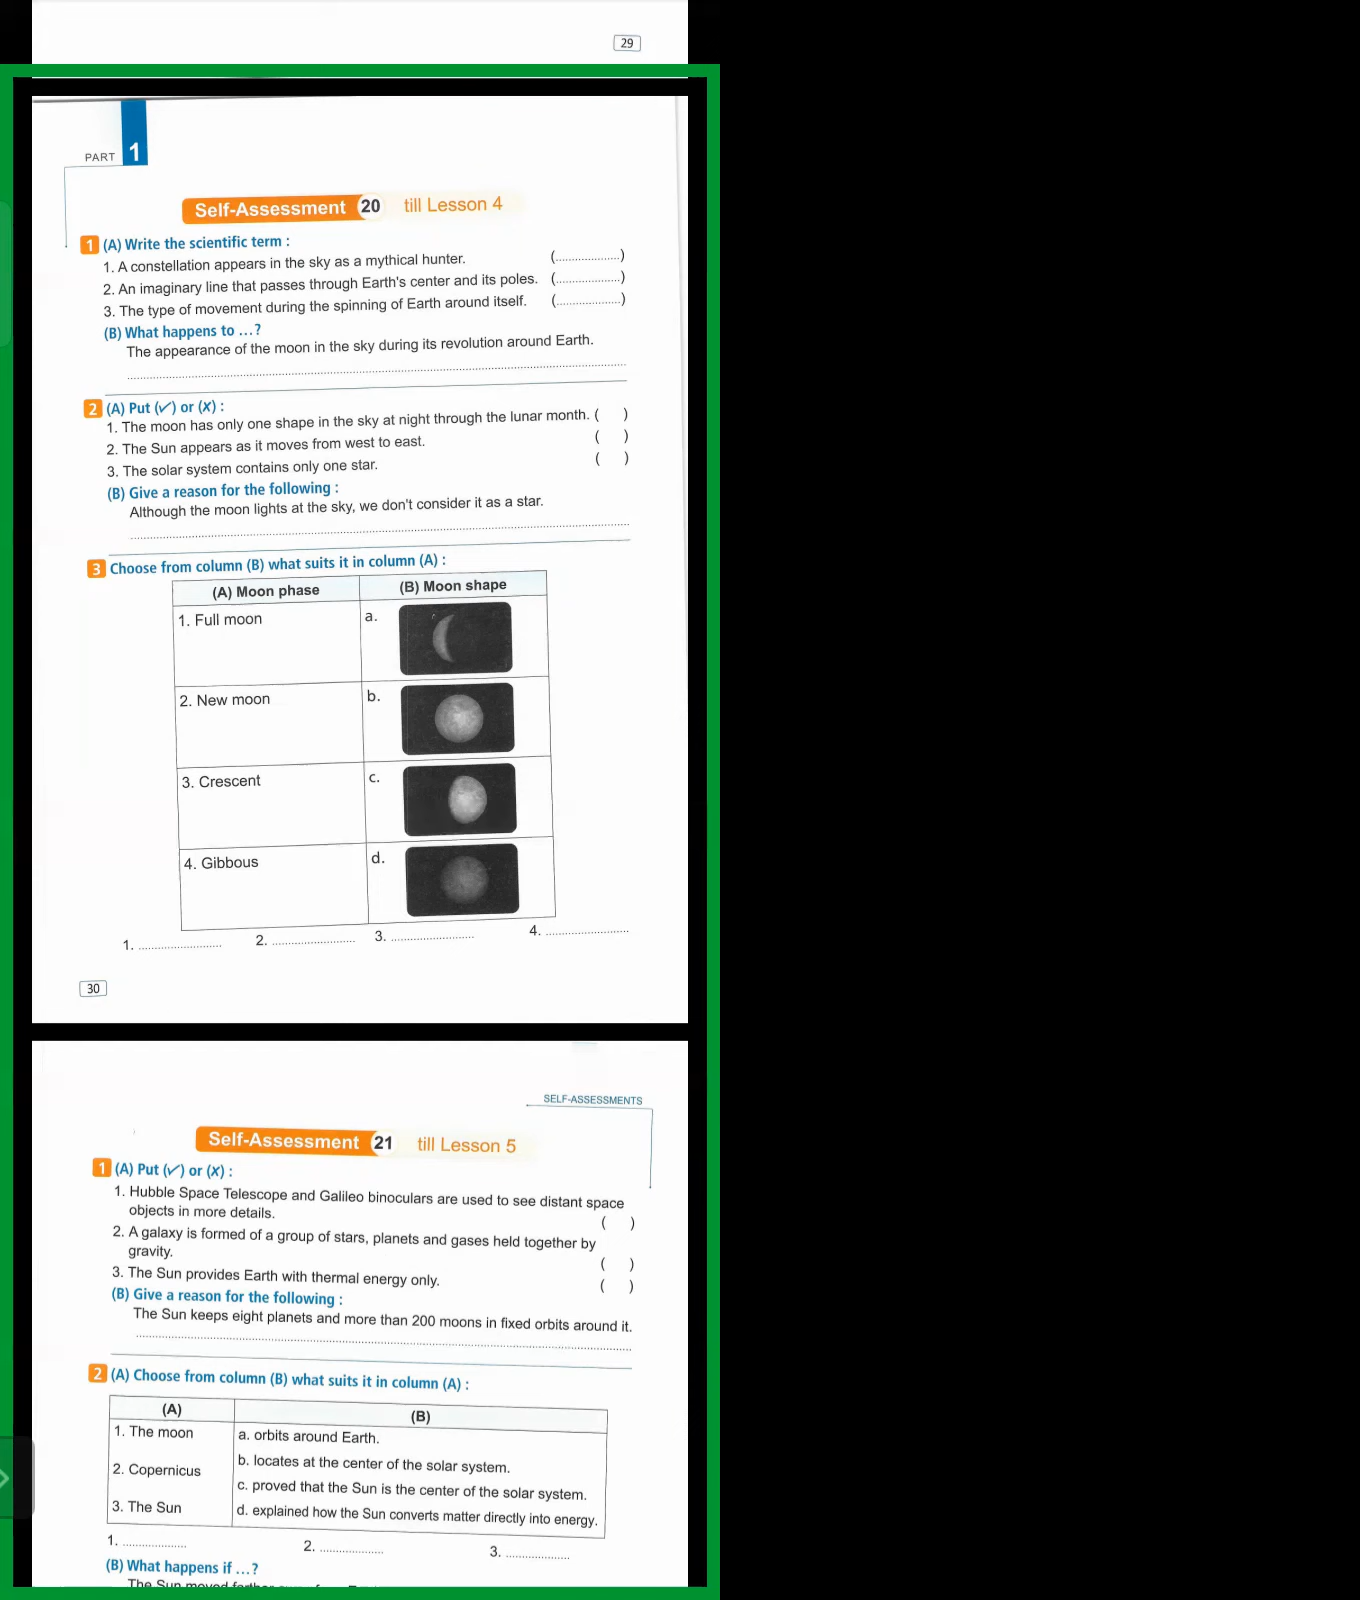 29
PART 1
Self-Assessment 20 till Lesson 4
1 (A) Write the scientific term :
1. A constellation appears in the sky as a mythical hunter. (....................)
2. An imaginary line that passes through Earth's center and its poles. (....................)
3. The type of movement during the spinning of Earth around itself. (....................)
(B) What happens to ...?
The appearance of the moon in the sky during its revolution around Earth.
2 (A) Put (✓) or (x) :
1. The moon has only one shape in the sky at night through the lunar month. ( )
2. The Sun appears as it moves from west to east. ( )
3. The solar system contains only one star. ( )
(B) Give a reason for the following :
Although the moon lights at the sky, we don't consider it as a star.
3 Choose from column (B) what suits it in column (A) :
(A) Moon phase (B) Moon shape
1. Full moon a.
2. New moon b.
3. Crescent c.
4. Gibbous d.
1. ......................... 2. ......................... 3. ......................... 4. .........................
30
SELF-ASSESSMENTS
Self-Assessment 21 till Lesson 5
1 (A) Put (✓) or (x) :
1. Hubble Space Telescope and Galileo binoculars are used to see distant space
objects in more details. ( )
2. A galaxy is formed of a group of stars, planets and gases held together by
gravity. ( )
3. The Sun provides Earth with thermal energy only. ( )
(B) Give a reason for the following :
The Sun keeps eight planets and more than 200 moons in fixed orbits around it.
2 (A) Choose from column (B) what suits it in column (A) :
(A) (B)
1. The moon a. orbits around Earth.
b. locates at the center of the solar system.
2. Copernicus c. proved that the Sun is the center of the solar system.
3. The Sun d. explained how the Sun converts matter directly into energy.
1. .................... 2. .................... 3. ....................
(B) What happens if ...?
The Sun moved farther